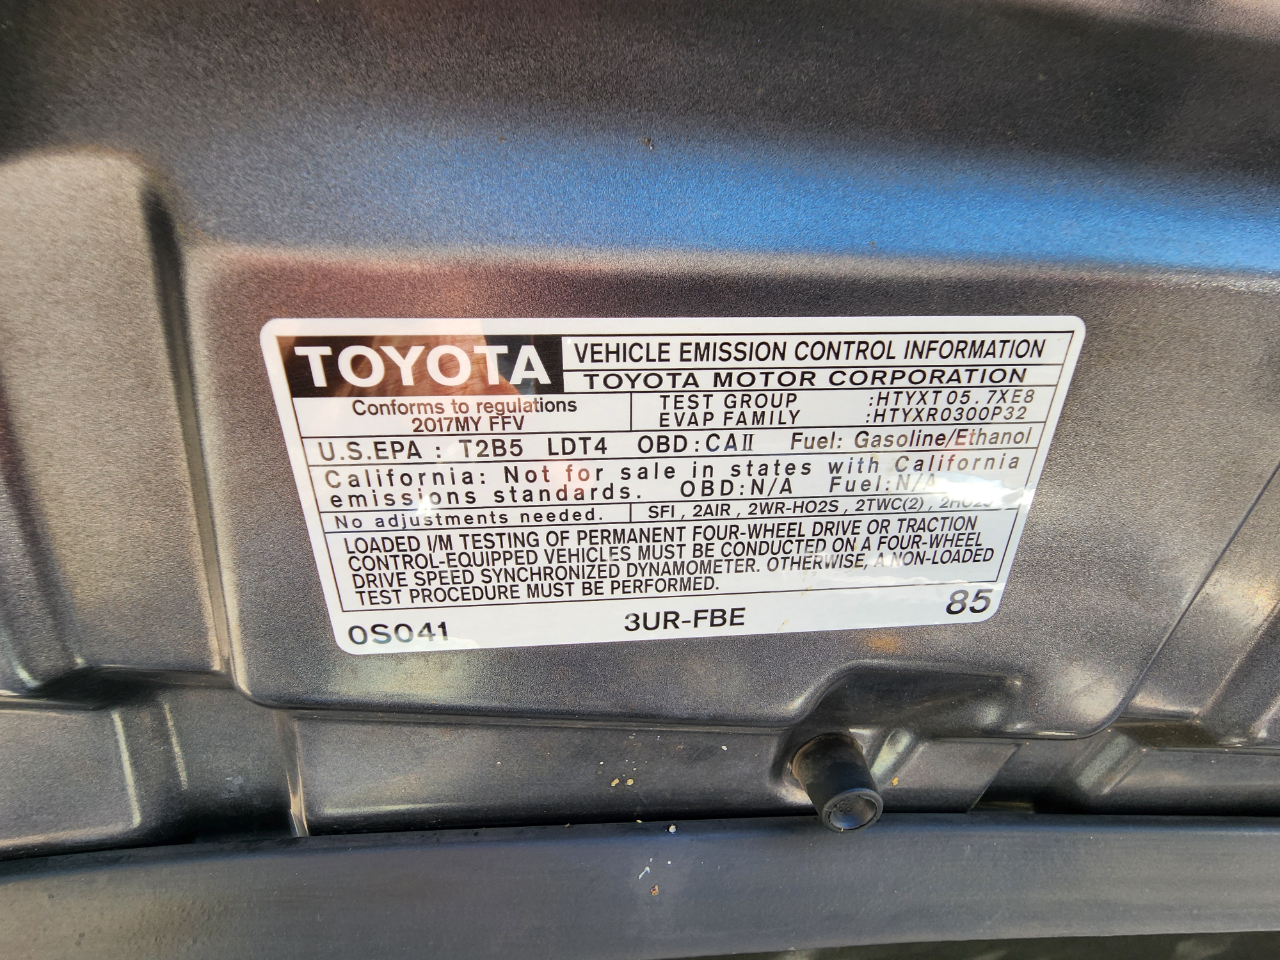 TOYOTA
VEHICLE EMISSION CONTROL INFORMATION
TOYOTA MOTOR CORPORATION
Conforms to regulations
2017MY FFV
TEST GROUP :HTYXT05.7XE8
EVAP FAMILY :HTYXR0300P32
U.S.EPA : T2B5 LDT4 OBD:CAⅡ Fuel: Gasoline/Ethanol
California: Not for sale in states with California
emissions standards. OBD:N/A Fuel:N/A
No adjustments needed.
SFI, 2AIR, 2WR-HO2S, 2TWC(2), 2HO2S
LOADED I/M TESTING OF PERMANENT FOUR-WHEEL DRIVE OR TRACTION
CONTROL-EQUIPPED VEHICLES MUST BE CONDUCTED ON A FOUR-WHEEL
DRIVE SPEED SYNCHRONIZED DYNAMOMETER. OTHERWISE, A NON-LOADED
TEST PROCEDURE MUST BE PERFORMED.
0S041 3UR-FBE 85